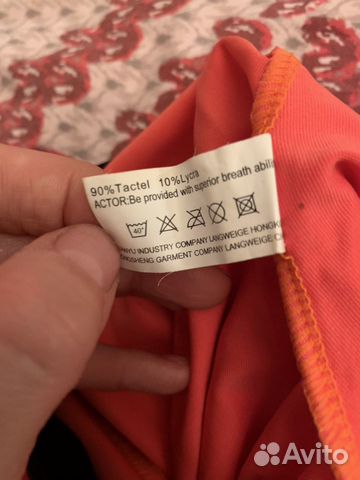 90%Tactel 10%Lycra
ACTOR:Be provided with superior breath abili
40°
INDUSTRY COMPANY LANGWEIGE.HONGK
GARMENT COMPANY LANGWEIGE
Avito